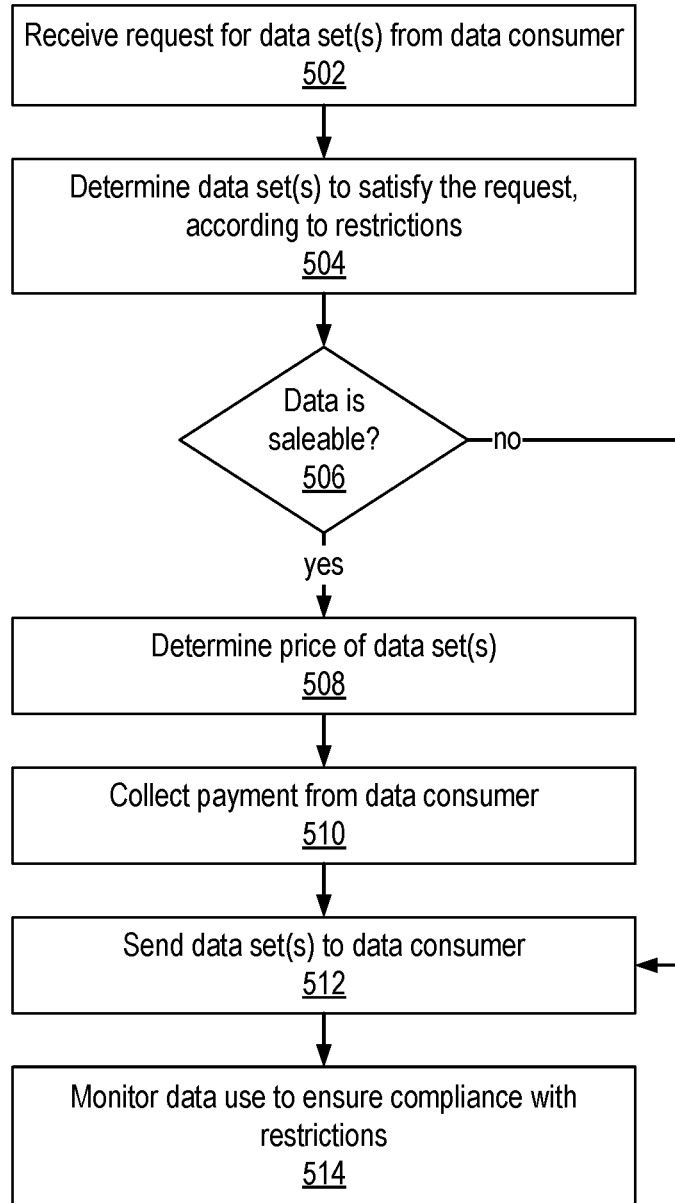 Receive request for data set(s) from data consumer
502
Determine data set(s) to satisfy the request,
according to restrictions
504
Data is
saleable?
506
no
yes
Determine price of data set(s)
508
Collect payment from data consumer
510
Send data set(s) to data consumer
512
Monitor data use to ensure compliance with
restrictions
514